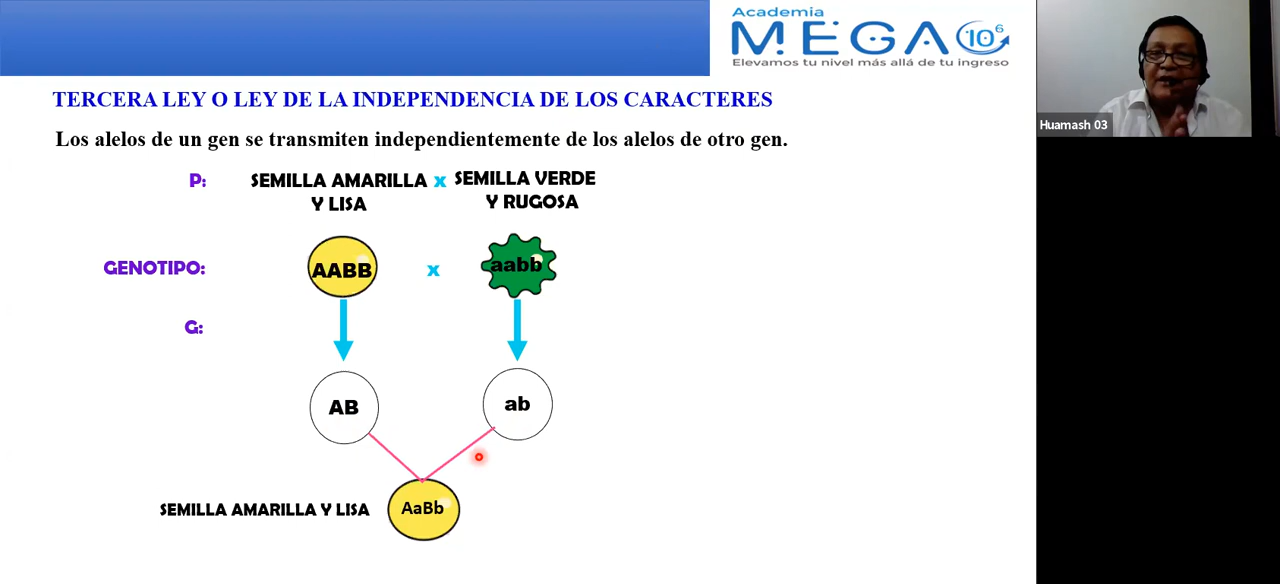 Academia
MEGA 10⁶
Elevamos tu nivel más allá de tu ingreso
Huamash 03
TERCERA LEY O LEY DE LA INDEPENDENCIA DE LOS CARACTERES
Los alelos de un gen se transmiten independientemente de los alelos de otro gen.
P: SEMILLA AMARILLA x SEMILLA VERDE
Y LISA Y RUGOSA
GENOTIPO: AABB x aabb
G:
AB ab
SEMILLA AMARILLA Y LISA AaBb